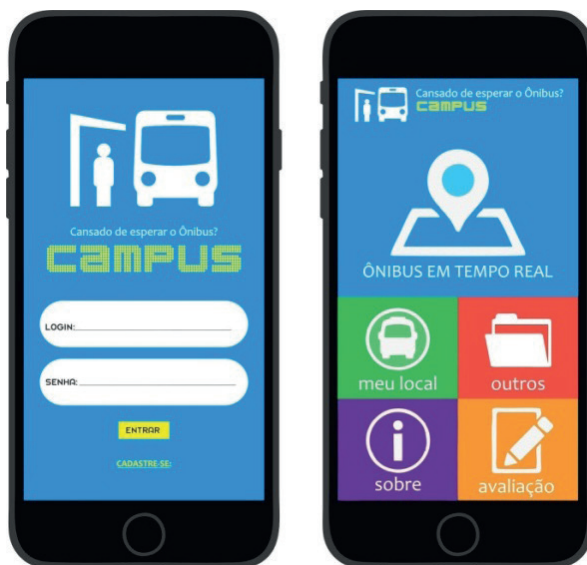 Cansado de esperar o Ônibus?
CAMPUS
LOGIN:
SENHA:
ENTRAR
CADASTRE-SE:
Cansado de esperar o Ônibus?
CAMPUS
ÔNIBUS EM TEMPO REAL
meu local
outros
sobre
avaliação